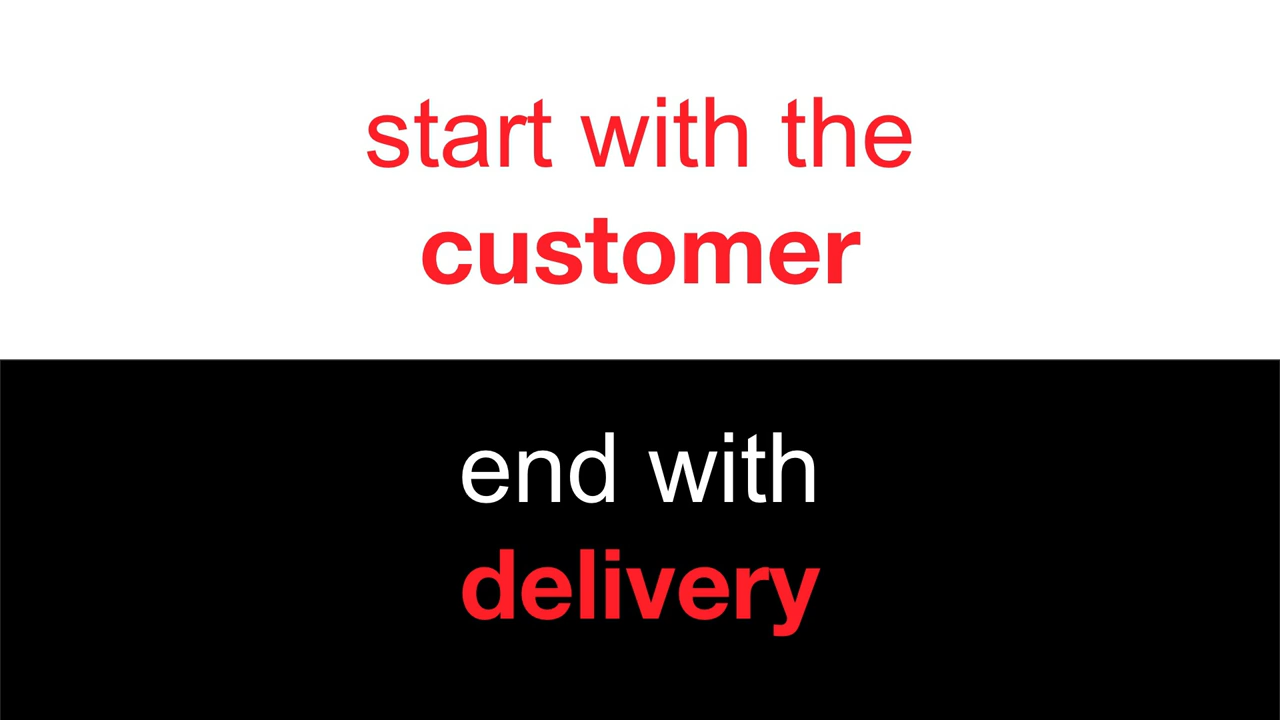 start with the
customer
end with
delivery